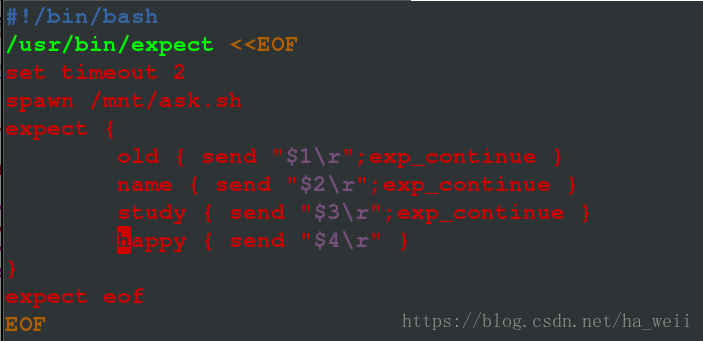 #!/bin/bash
/usr/bin/expect <<EOF
set timeout 2
spawn /mnt/ask.sh
expect {
        old { send "$1\r";exp_continue }
        name { send "$2\r";exp_continue }
        study { send "$3\r";exp_continue }
        happy { send "$4\r" }
}
expect eof
EOF
https://blog.csdn.net/ha_weii